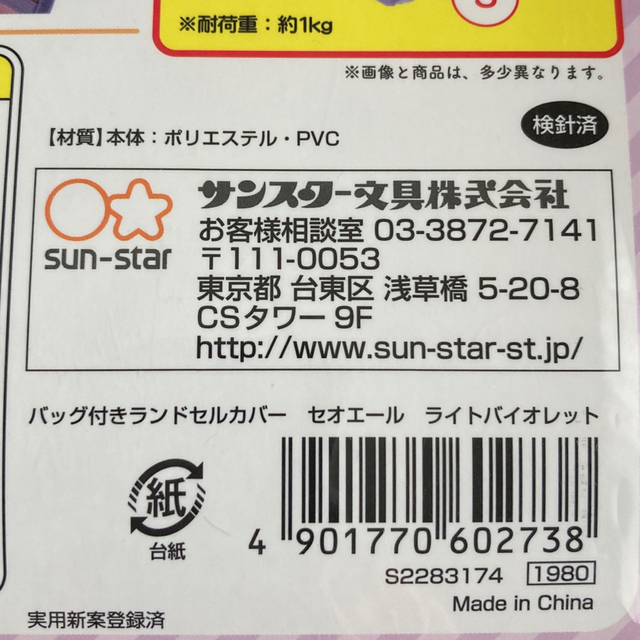 ※耐荷重：約1kg
※画像と商品は、多少異なります。
【材質】本体：ポリエステル・PVC
検針済
sun-star
サンスター文具株式会社
お客様相談室 03-3872-7141
〒111-0053
東京都 台東区 浅草橋 5-20-8
CSタワー 9F
http://www.sun-star-st.jp/
バッグ付きランドセルカバー セオエール ライトバイオレット
紙
台紙
4 901770 602738
S2283174 1980
Made in China
実用新案登録済